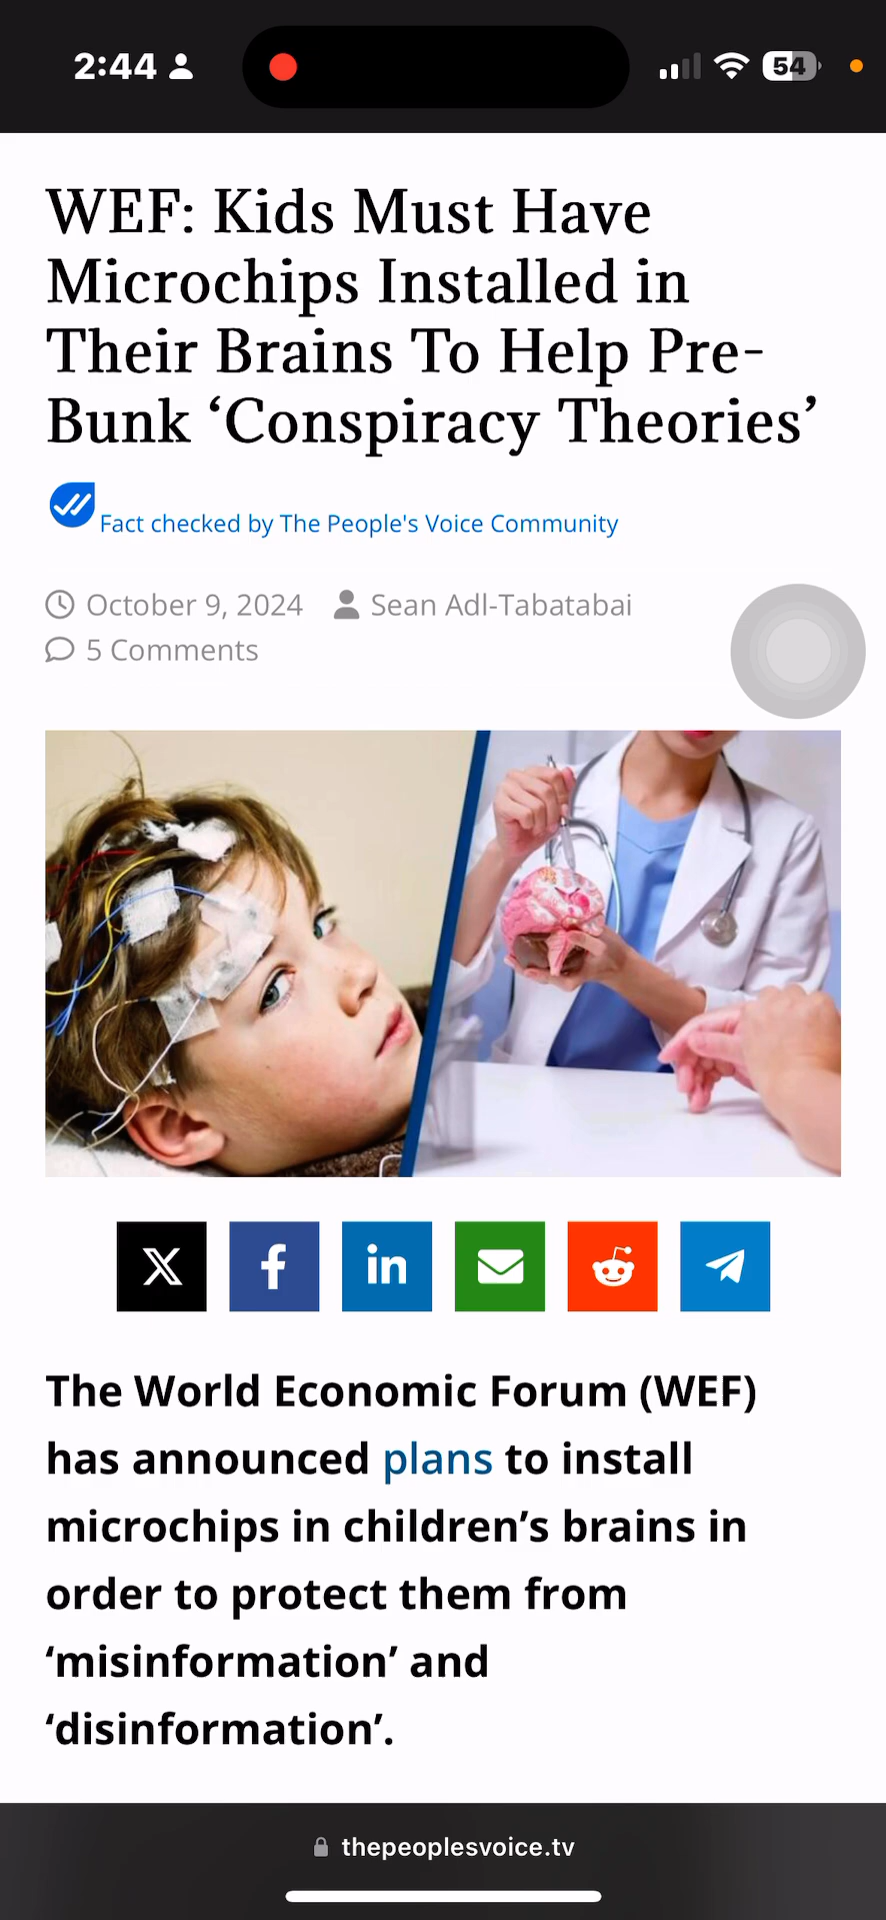 2:44
54
WEF: Kids Must Have
Microchips Installed in
Their Brains To Help Pre-
Bunk ‘Conspiracy Theories’
Fact checked by The People's Voice Community
October 9, 2024 Sean Adl-Tabatabai
5 Comments
The World Economic Forum (WEF)
has announced plans to install
microchips in children’s brains in
order to protect them from
‘misinformation’ and
‘disinformation’.
thepeoplesvoice.tv